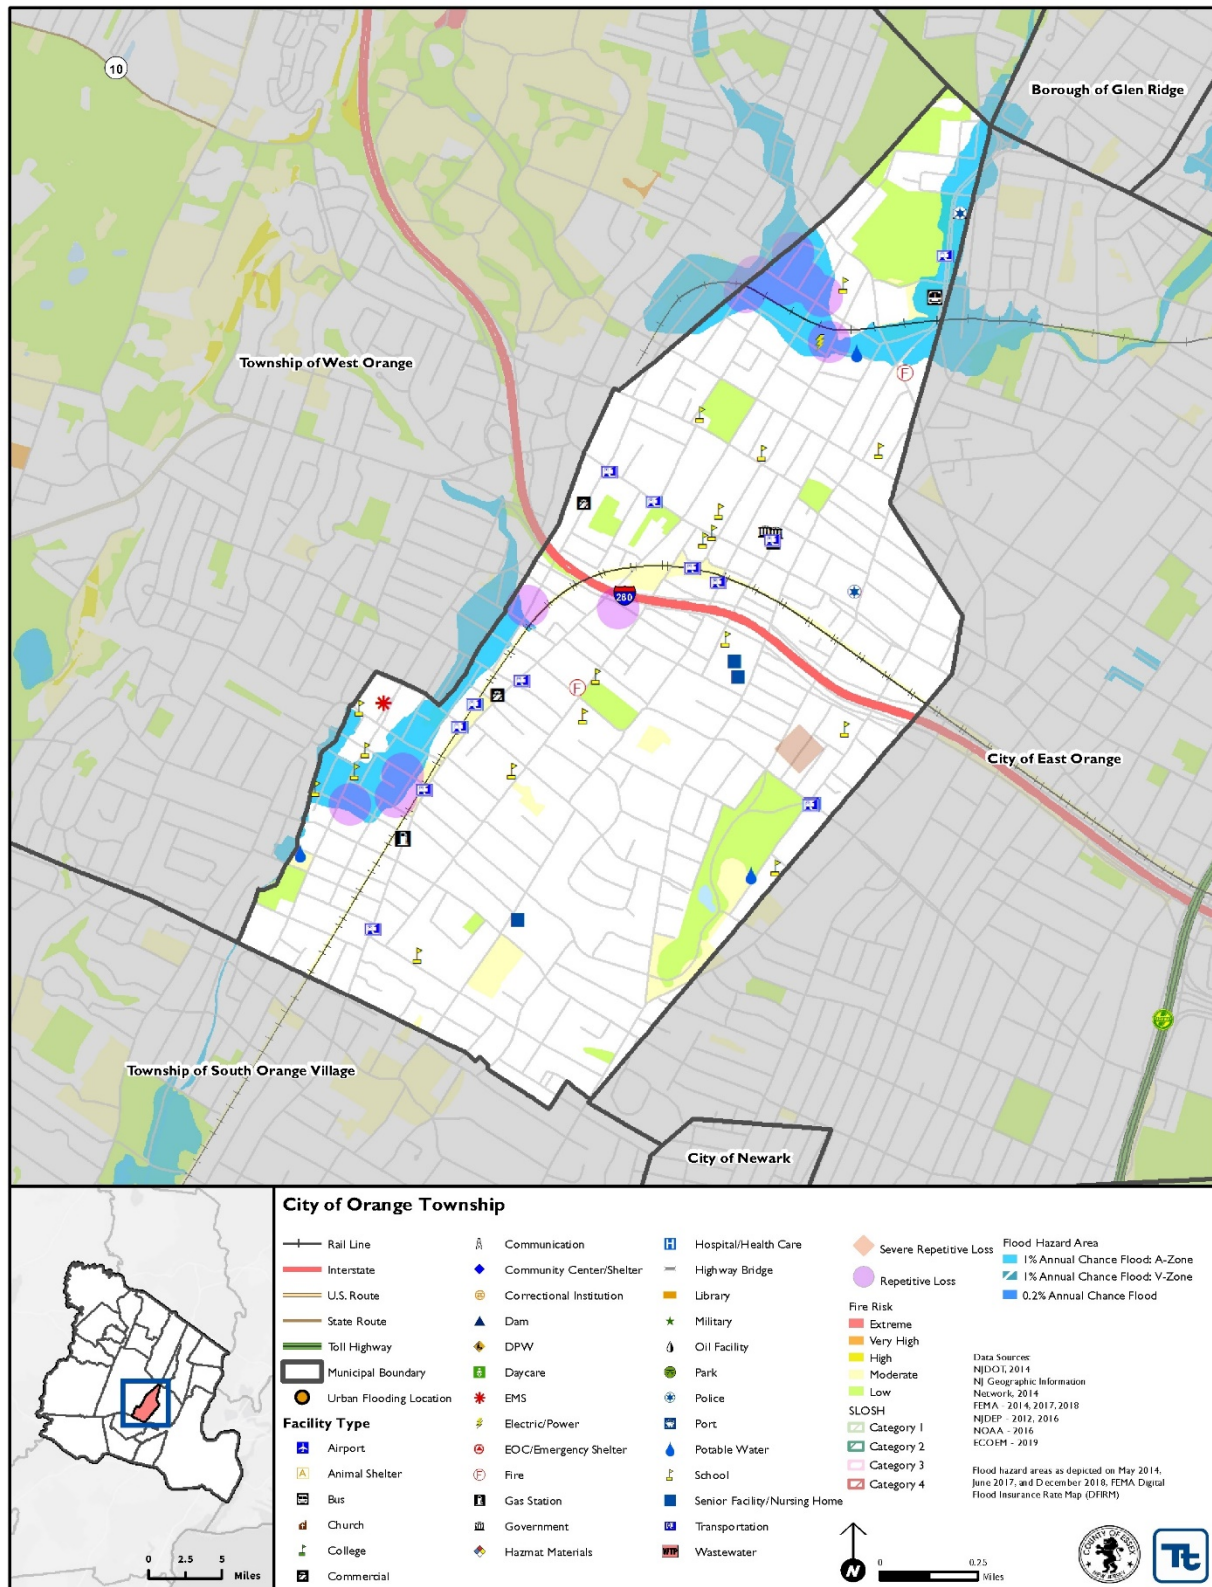 10
Borough of Glen Ridge
Township of West Orange
280
City of East Orange
Township of South Orange Village
City of Newark
City of Orange Township
Rail Line
Interstate
U.S. Route
State Route
Toll Highway
Municipal Boundary
Urban Flooding Location
Facility Type
Airport
A
Animal Shelter
Bus
Church
College
Commercial
Communication
Community Center/Shelter
Correctional Institution
Dam
DPW
Daycare
EMS
Electric/Power
EOC/Emergency Shelter
F
Fire
Gas Station
Government
Hazmat Materials
H
Hospital/Health Care
Highway Bridge
Library
Military
Oil Facility
Park
Police
Port
Potable Water
School
Senior Facility/Nursing Home
Transportation
WTP
Wastewater
Severe Repetitive Loss
Repetitive Loss
Fire Risk
Extreme
Very High
High
Moderate
Low
SLOSH
Category 1
Category 2
Category 3
Category 4
Flood Hazard Area
1% Annual Chance Flood: A-Zone
1% Annual Chance Flood: V-Zone
0.2% Annual Chance Flood
Data Sources:
NJDOT, 2014
NJ Geographic Information
Network, 2014
FEMA - 2014, 2017, 2018
NJDEP - 2012, 2016
NOAA - 2016
ECOEM - 2019
Flood hazard areas as depicted on May 2014,
June 2017, and December 2018, FEMA Digital
Flood Insurance Rate Map (DFIRM)
0 2.5 5
Miles
N
0 0.25
Miles
COUNTY OF ESSEX
NEW JERSEY
Tt